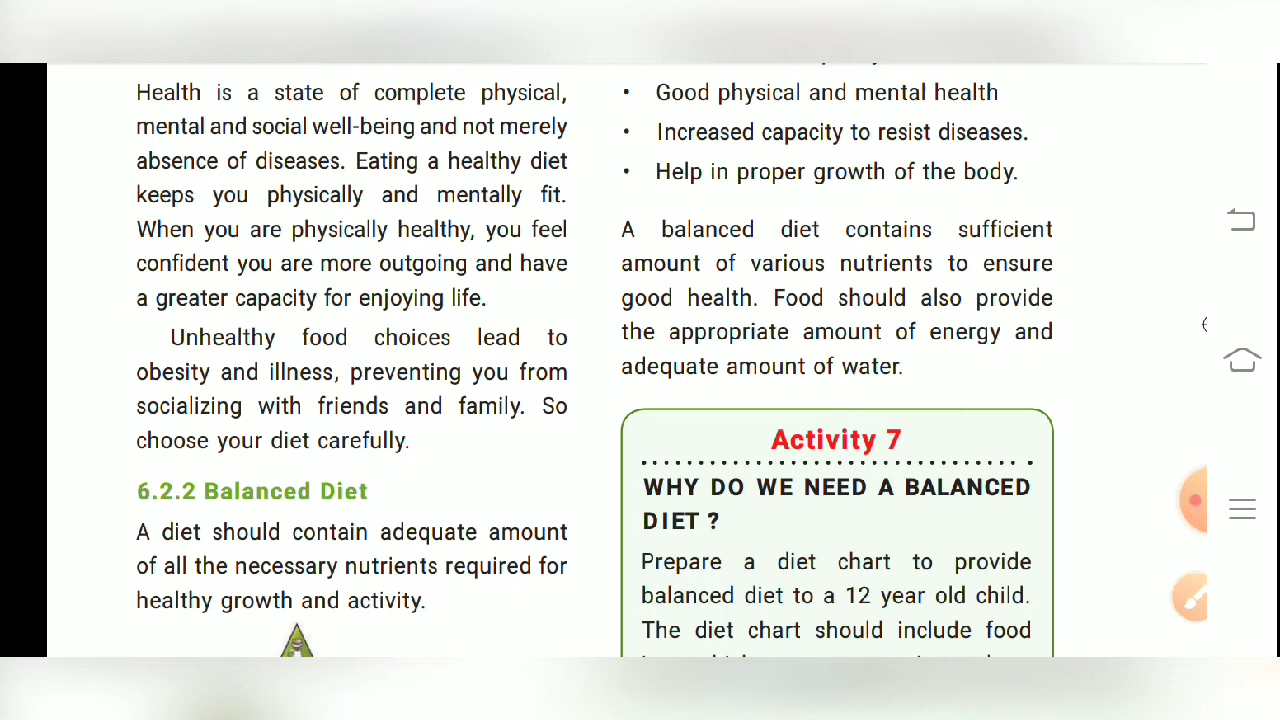 Health is a state of complete physical,
mental and social well-being and not merely
absence of diseases. Eating a healthy diet
keeps you physically and mentally fit.
When you are physically healthy, you feel
confident you are more outgoing and have
a greater capacity for enjoying life.
Unhealthy food choices lead to
obesity and illness, preventing you from
socializing with friends and family. So
choose your diet carefully.
6.2.2 Balanced Diet
A diet should contain adequate amount
of all the necessary nutrients required for
healthy growth and activity.
• Good physical and mental health
• Increased capacity to resist diseases.
• Help in proper growth of the body.
A balanced diet contains sufficient
amount of various nutrients to ensure
good health. Food should also provide
the appropriate amount of energy and
adequate amount of water.
Activity 7
WHY DO WE NEED A BALANCED
DIET ?
Prepare a diet chart to provide
balanced diet to a 12 year old child.
The diet chart should include food